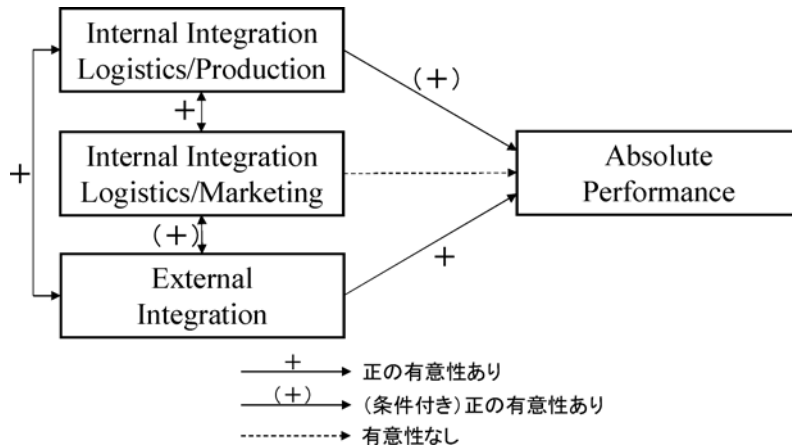 Internal Integration
Logistics/Production
(+)
+
+
Internal Integration
Logistics/Marketing
Absolute
Performance
(+)
+
External
Integration
+
正の有意性あり
(+)
(条件付き)正の有意性あり
有意性なし